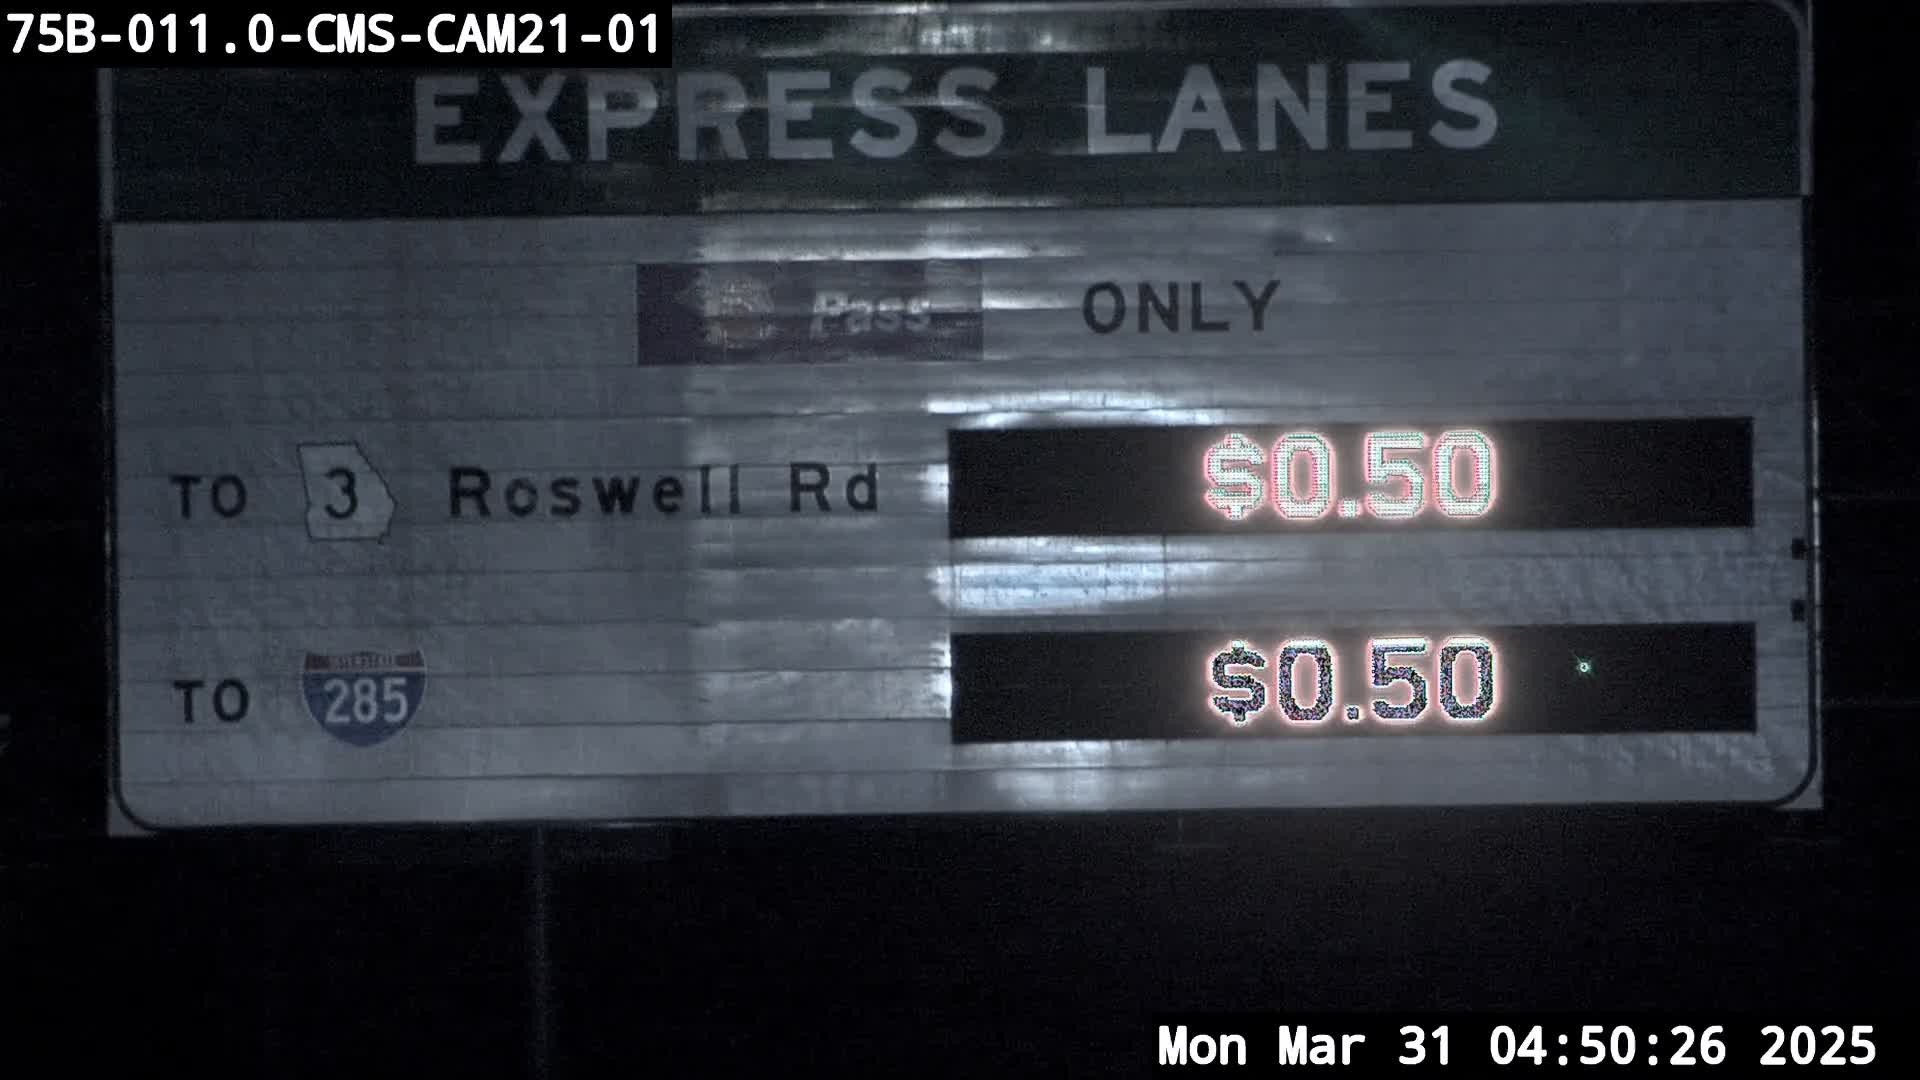 75B-011.0-CMS-CAM21-01
EXPRESS LANES
Pass ONLY
TO 3 Roswell Rd $0.50
TO 285 $0.50
Mon Mar 31 04:50:26 2025